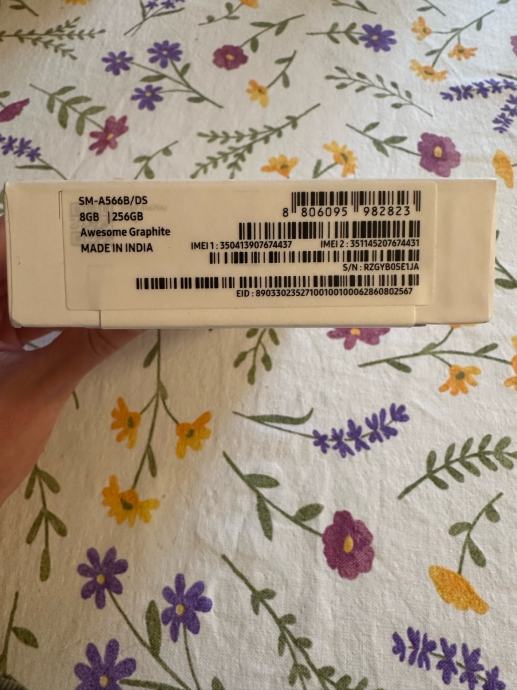 SM-A566B/DS
8GB | 256GB
Awesome Graphite
MADE IN INDIA
8 806095 982823
IMEI 1 : 350413907674437
IMEI 2 : 351145207674431
S/N : RZGYB0SE1JA
EID : 89033023527100100100062860802567